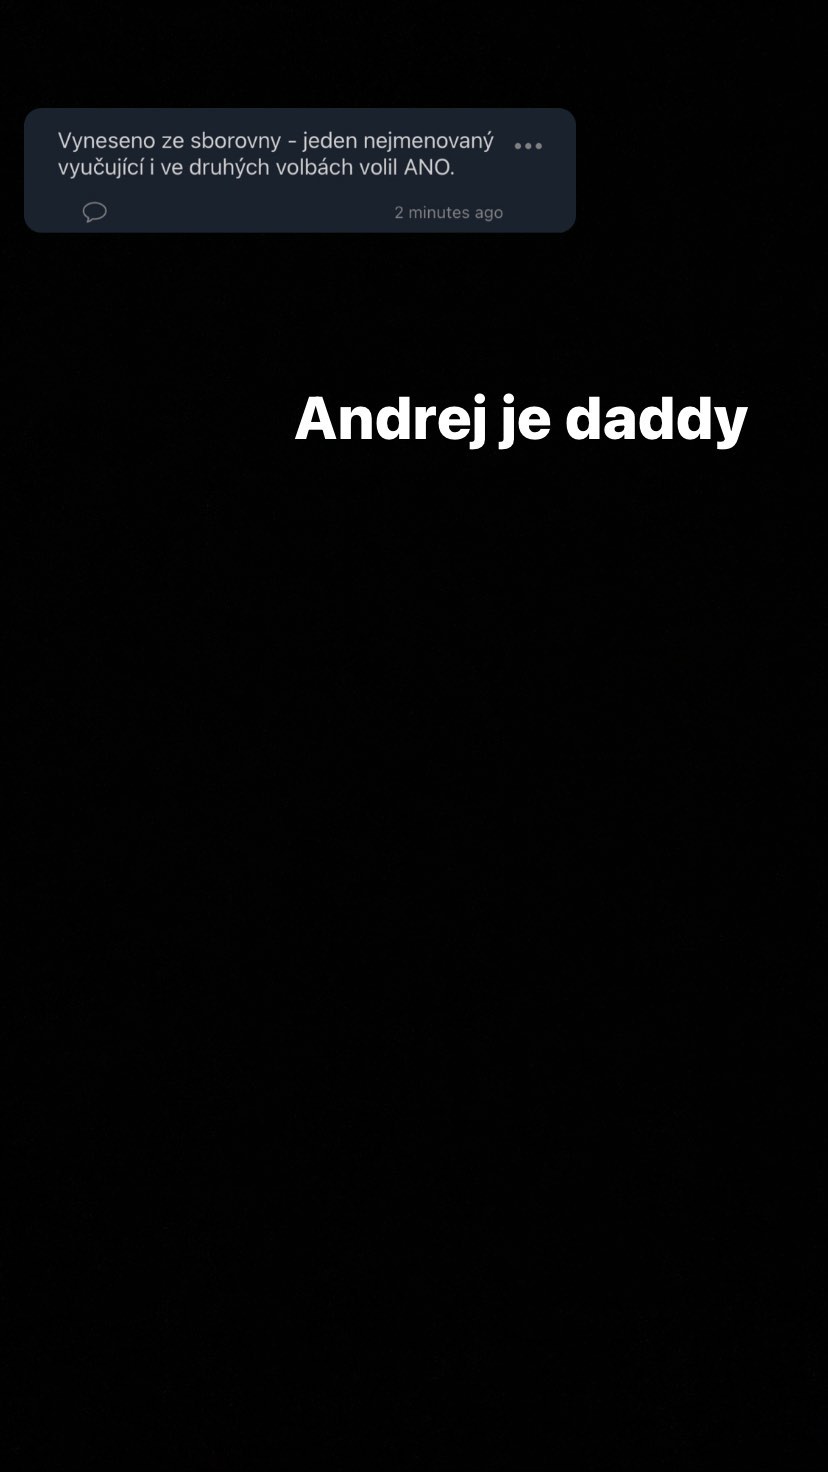 Vyneseno ze sborovny - jeden nejmenovaný
vyučující i ve druhých volbách volil ANO.
2 minutes ago
Andrej je daddy